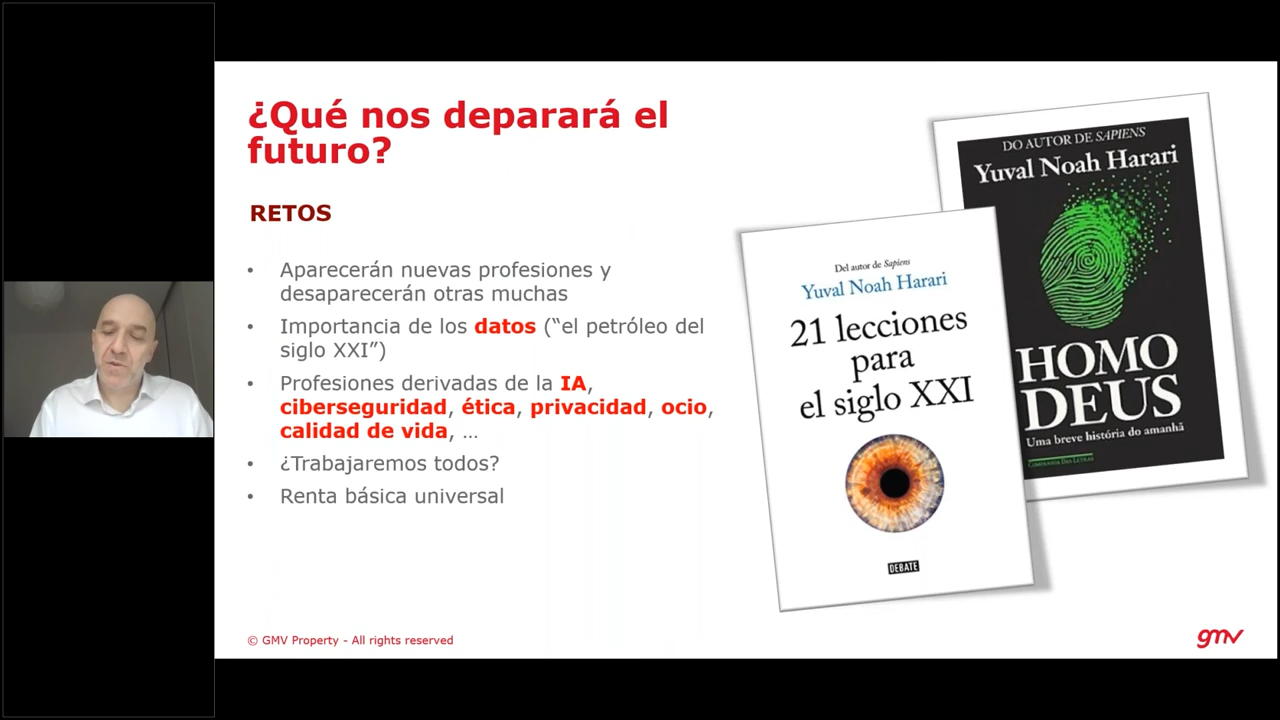 ¿Qué nos deparará el
futuro?
RETOS
• Aparecerán nuevas profesiones y
desaparecerán otras muchas
• Importancia de los datos (“el petróleo del
siglo XXI”)
• Profesiones derivadas de la IA,
ciberseguridad, ética, privacidad, ocio,
calidad de vida, …
• ¿Trabajaremos todos?
• Renta básica universal
Del autor de Sapiens
Yuval Noah Harari
21 lecciones
para
el siglo XXI
DEBATE
DO AUTOR DE SAPIENS
Yuval Noah Harari
HOMO
DEUS
Uma breve história do amanhã
COMPANHIA DAS LETRAS
© GMV Property - All rights reserved
gmv